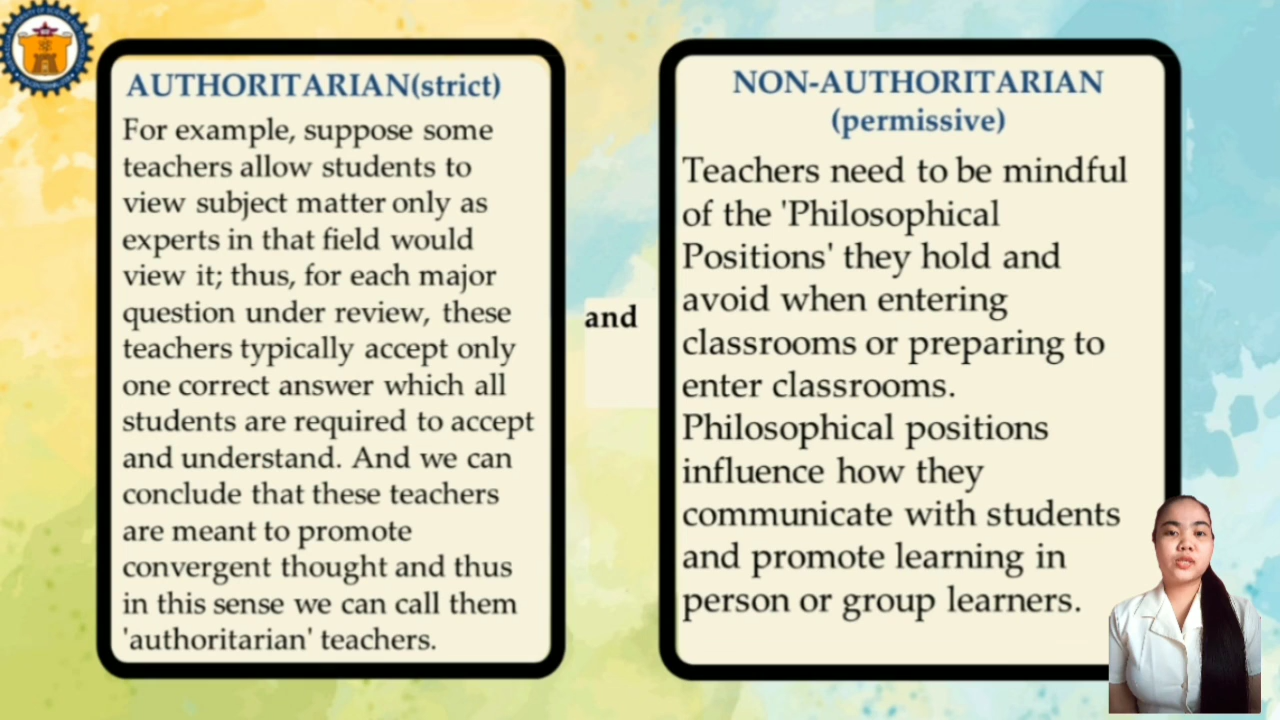 AUTHORITARIAN(strict)
For example, suppose some
teachers allow students to
view subject matter only as
experts in that field would
view it; thus, for each major
question under review, these
teachers typically accept only
one correct answer which all
students are required to accept
and understand. And we can
conclude that these teachers
are meant to promote
convergent thought and thus
in this sense we can call them
'authoritarian' teachers.
and
NON-AUTHORITARIAN
(permissive)
Teachers need to be mindful
of the 'Philosophical
Positions' they hold and
avoid when entering
classrooms or preparing to
enter classrooms.
Philosophical positions
influence how they
communicate with students
and promote learning in
person or group learners.